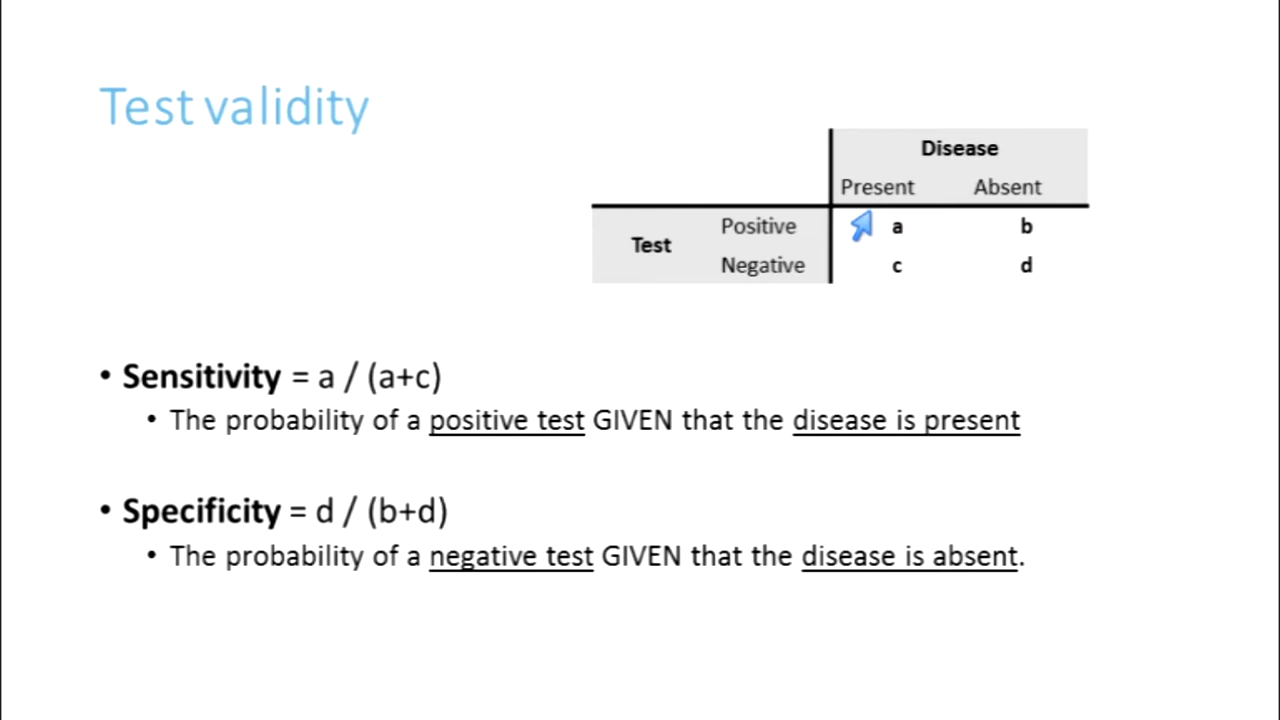 Test validity
Disease
Present Absent
Positive a b
Test
Negative c d
• Sensitivity = a / (a+c)
• The probability of a positive test GIVEN that the disease is present
• Specificity = d / (b+d)
• The probability of a negative test GIVEN that the disease is absent.